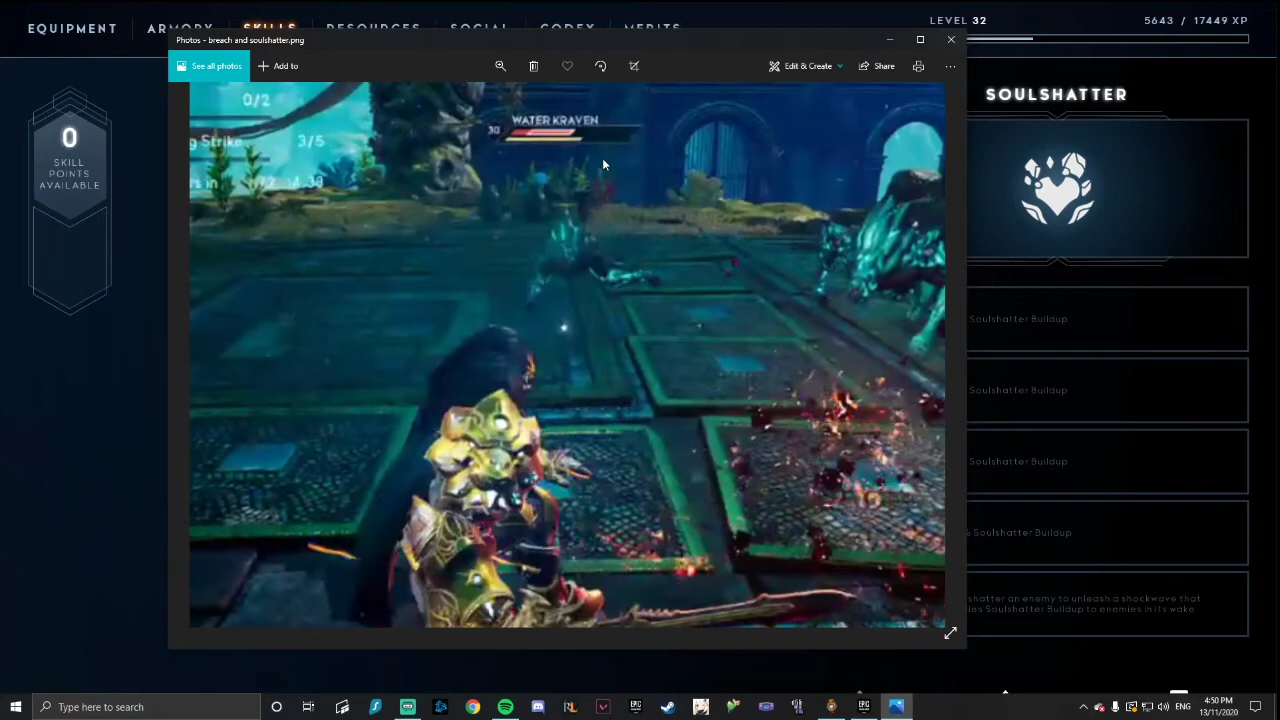 EQUIPMENT
SKILLS
RESOURCES
SOCIAL
CODEX
MERITS
LEVEL 32
5643 / 17449 XP
Photos - breach and soulshatter.png
See all photos
Add to
Edit & Create
Share
0
SKILL
POINTS
AVAILABLE
0/2
g Strike 3/5
30
WATER KRAVEN
SOULSHATTER
Soulshatter Buildup
Soulshatter Buildup
Soulshatter Buildup
% Soulshatter Buildup
shatter an enemy to unleash a shockwave that
ies Soulshatter Buildup to enemies in its wake
Type here to search
ENG
4:50 PM
13/11/2020